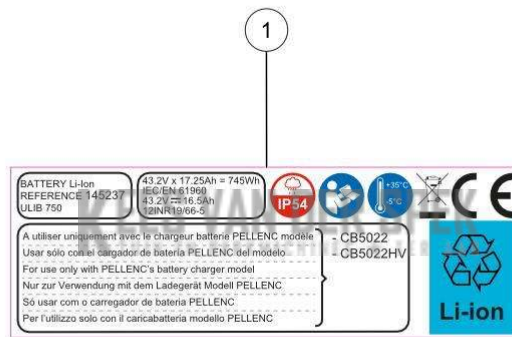 1
BATTERY Li-Ion
REFERENCE 145237
ULIB 750
43.2V x 17.25Ah = 745Wh
IEC/EN 61960
43.2V ⎓ 16.5Ah
12INR19/66-5
IP54
+35°C
-5°C
CE
A utiliser uniquement avec le chargeur batterie PELLENC modèle
Usar sólo con el cargador de bateria PELLENC del modelo
For use only with PELLENC's battery charger model
Nur zur Verwendung mit dem Ladegerät Modell PELLENC
Só usar com o carregador de bateria PELLENC
Per l'utilizzo solo con il caricabatteria modello PELLENC
- CB5022
- CB5022HV
Li-ion